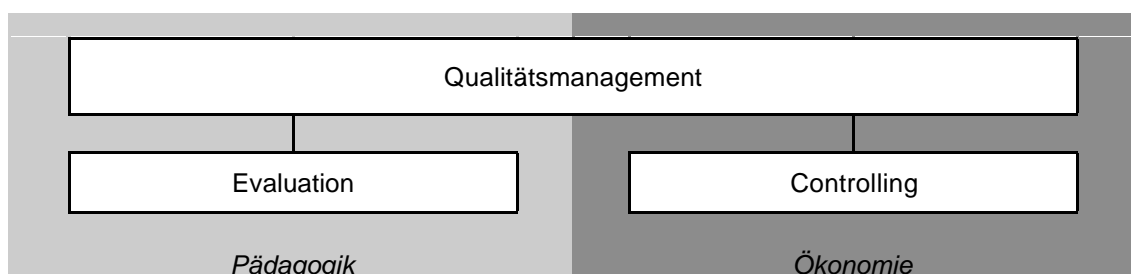 Qualitätsmanagement
Evaluation Controlling
Pädagogik Ökonomie